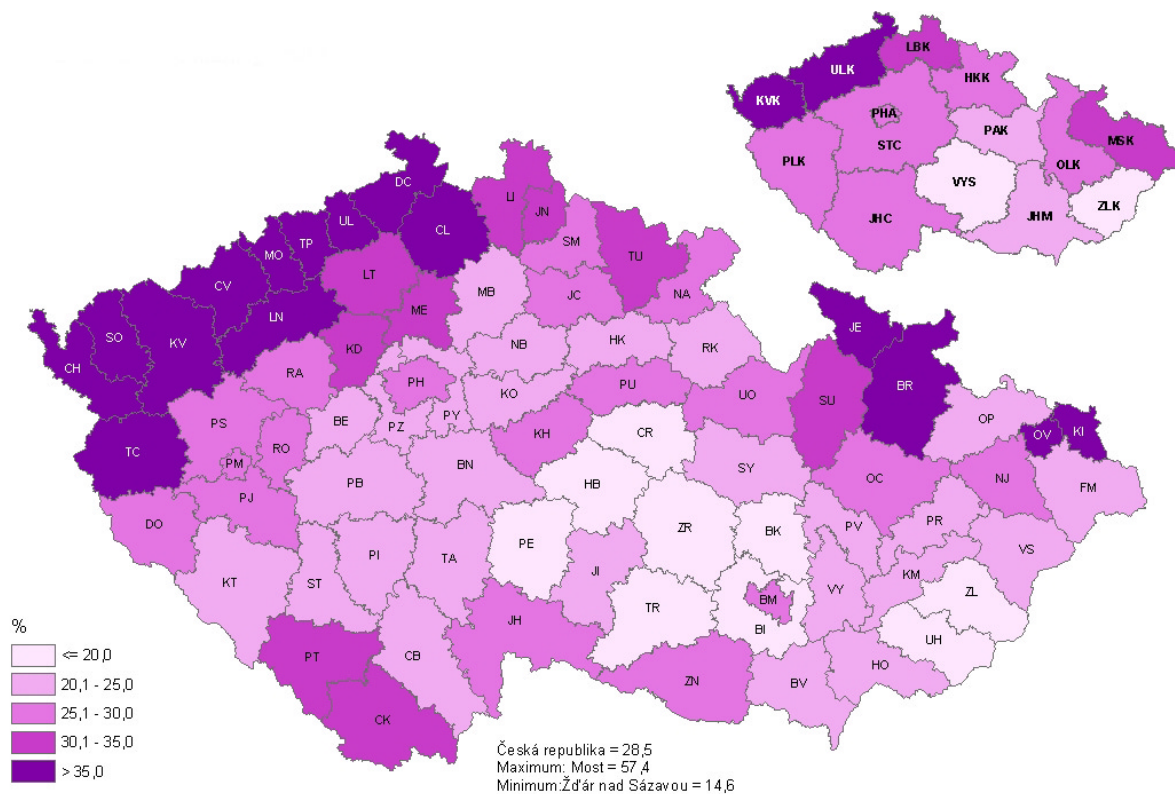 LBK
ULK
HKK
KVK
PHA
PAK
MSK
STC
PLK
OLK
VYS
ZLK
JHC
JHM
DC
LI
UL
JN
CL
TP
MO
SM
TU
CV
LT
MB
JC
NA
ME
LN
SO
KV
JE
NB
HK
RK
KD
CH
RA
PH
BR
KO
PU
UO
SU
PS
BE
PZ
PY
OP
OV
KI
TC
RO
KH
CR
PM
BN
SY
OC
NJ
PB
HB
FM
PJ
DO
PE
ZR
BK
PV
PR
VS
PI
TA
KT
ST
JI
KM
ZL
TR
BM
VY
JH
BI
UH
PT
CB
HO
ZN
BV
CK
%
<= 20,0
20,1 - 25,0
25,1 - 30,0
30,1 - 35,0
> 35,0
Česká republika = 28,5
Maximum: Most = 57,4
Minimum:Žďár nad Sázavou = 14,6